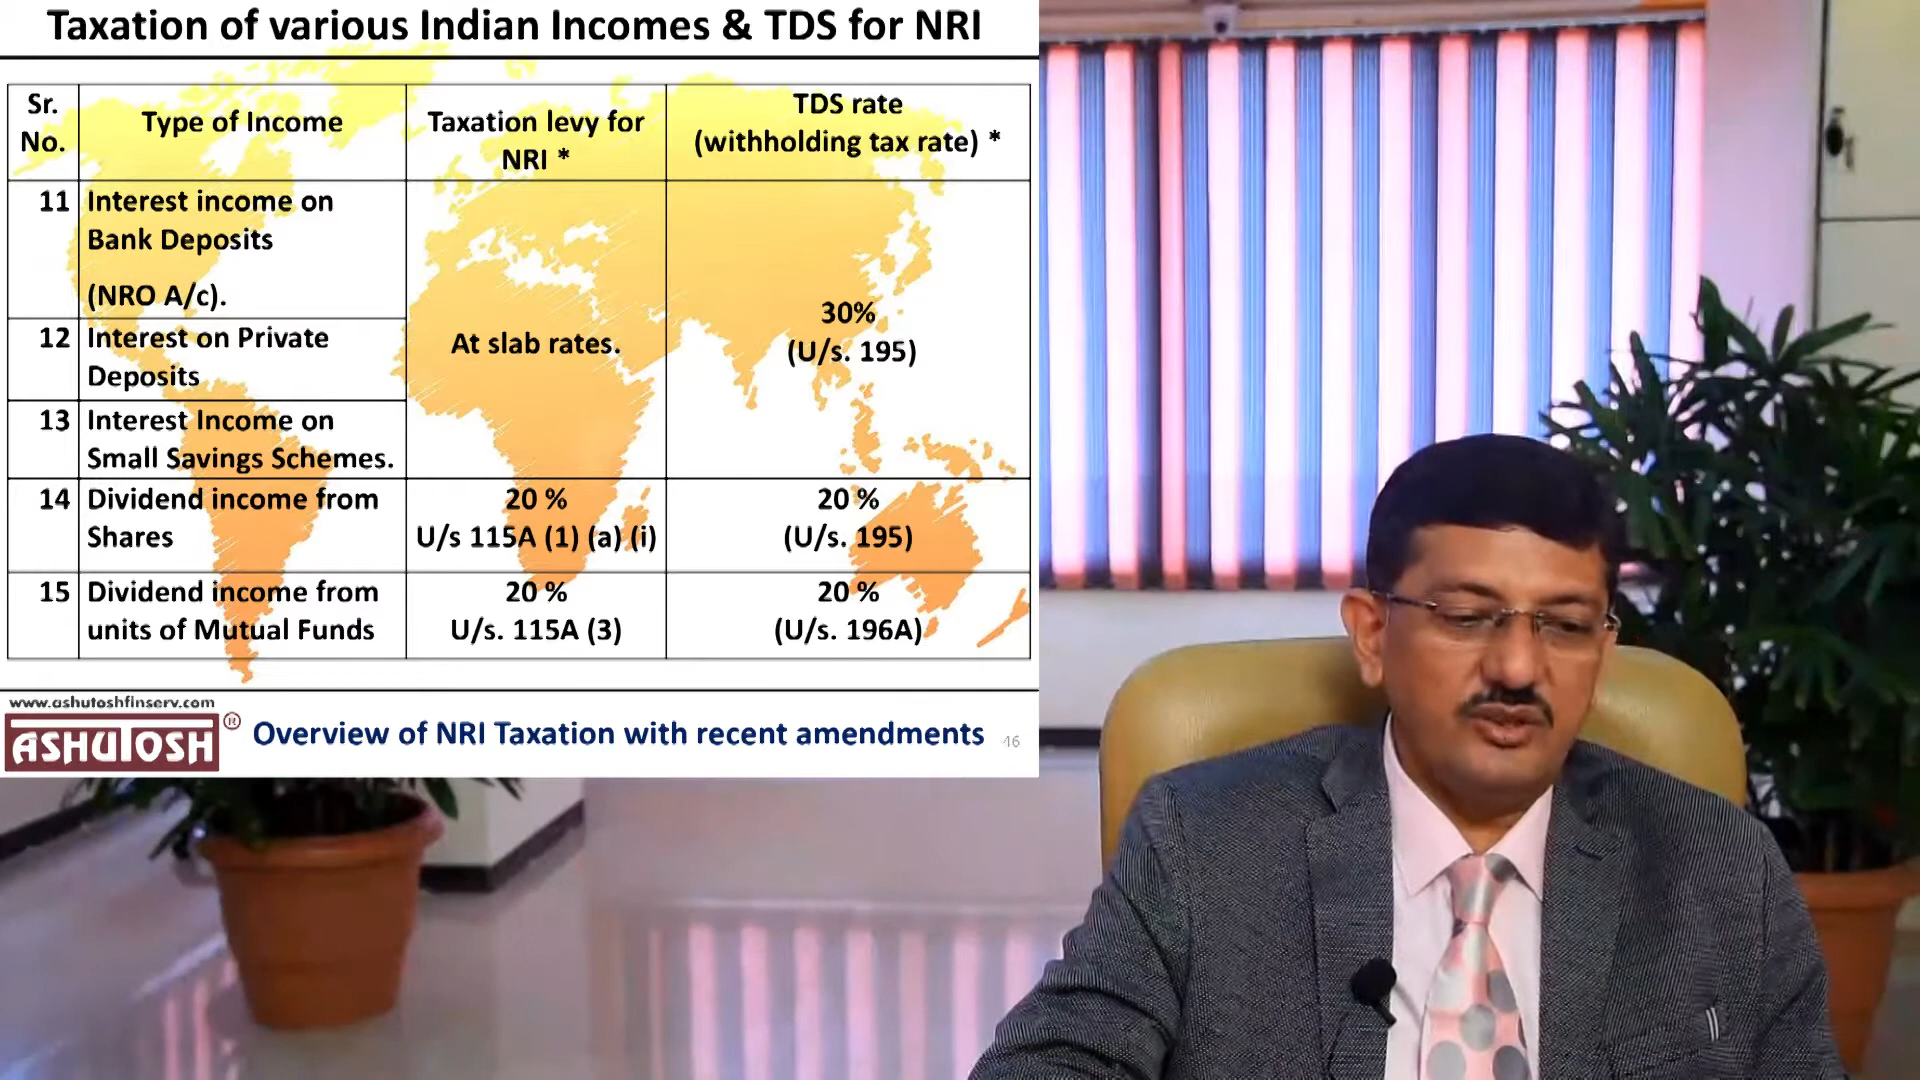 Taxation of various Indian Incomes & TDS for NRI
Sr. No.
Type of Income
Taxation levy for NRI *
TDS rate (withholding tax rate) *
11
Interest income on
Bank Deposits
(NRO A/c).
12
Interest on Private
Deposits
13
Interest Income on
Small Savings Schemes.
At slab rates.
30%
(U/s. 195)
14
Dividend income from
Shares
20 %
U/s 115A (1) (a) (i)
20 %
(U/s. 195)
15
Dividend income from
units of Mutual Funds
20 %
U/s. 115A (3)
20 %
(U/s. 196A)
www.ashutoshfinserv.com
ASHUTOSH ®
Overview of NRI Taxation with recent amendments
46